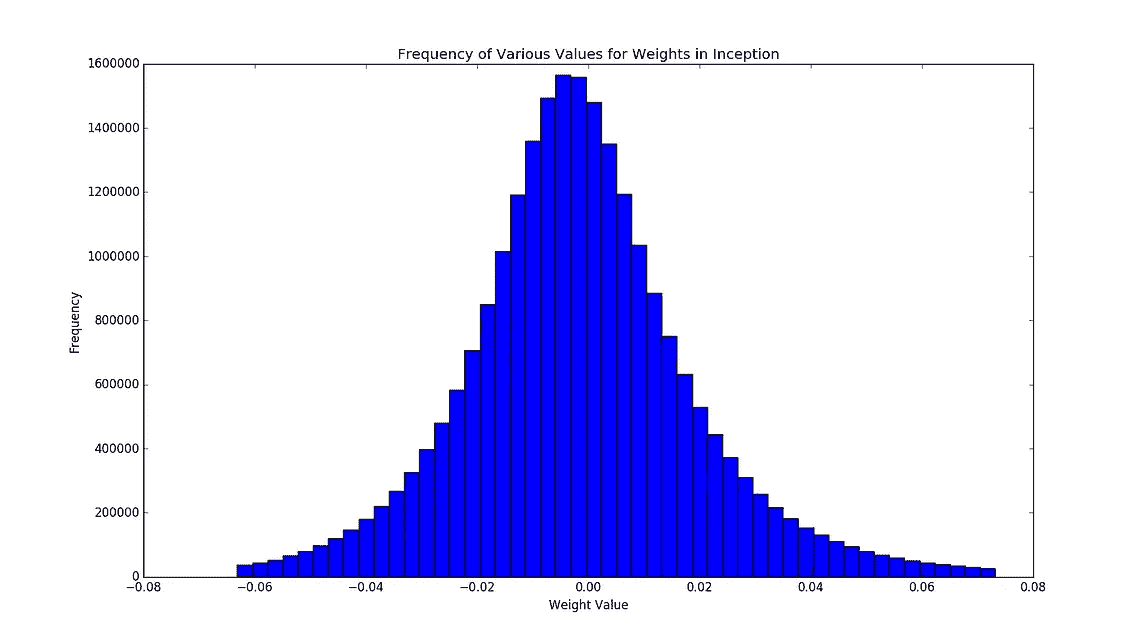 Frequency of Various Values for Weights in Inception
1600000
1400000
1200000
1000000
800000
600000
400000
200000
0
Frequency
−0.08 −0.06 −0.04 −0.02 0.00 0.02 0.04 0.06 0.08
Weight Value